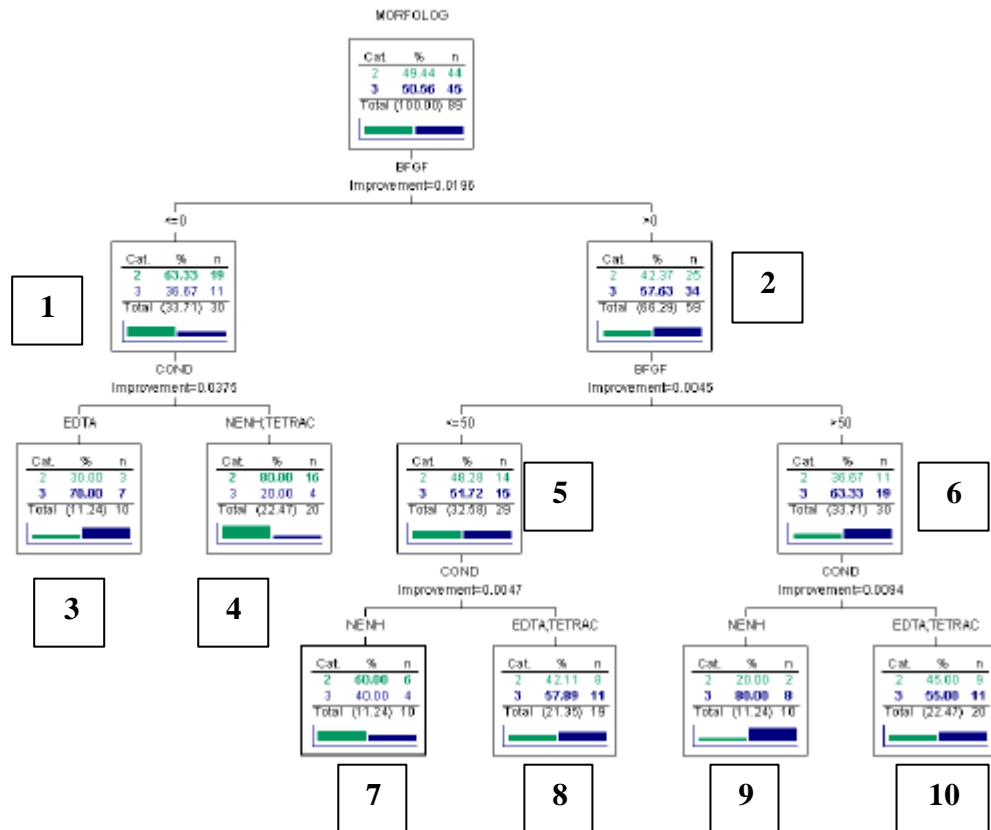 MORFOLOG
Cat. % n
2 49.44 44
3 50.56 45
Total (100.00) 89
BFGF
Improvement=0.0196
<=0 >0
1
Cat. % n
2 63.33 19
3 36.67 11
Total (33.71) 30
Cat. % n
2 42.37 25
3 57.63 34
Total (66.29) 59
2
COND
Improvement=0.0375
BFGF
Improvement=0.0045
EDTA NENH;TETRAC <=50 >50
Cat. % n
2 30.00 3
3 70.00 7
Total (11.24) 10
Cat. % n
2 80.00 16
3 20.00 4
Total (22.47) 20
Cat. % n
2 48.28 14
3 51.72 15
Total (32.58) 29
5
Cat. % n
2 36.67 11
3 63.33 19
Total (33.71) 30
6
3
4
COND
Improvement=0.0047
COND
Improvement=0.0094
NENH EDTA;TETRAC NENH EDTA;TETRAC
Cat. % n
2 60.00 6
3 40.00 4
Total (11.24) 10
Cat. % n
2 42.11 8
3 57.89 11
Total (21.35) 19
Cat. % n
2 20.00 2
3 80.00 8
Total (11.24) 10
Cat. % n
2 45.00 9
3 55.00 11
Total (22.47) 20
7
8
9
10